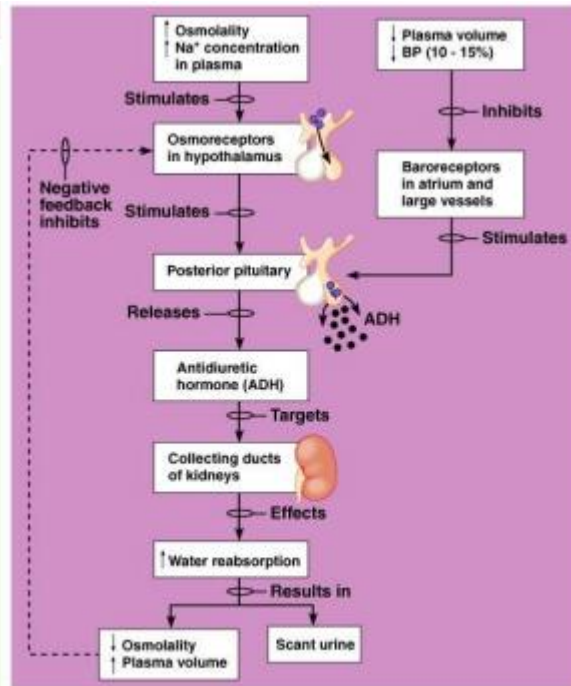 ↑ Osmolality
↑ Na+ concentration
in plasma
↓ Plasma volume
↓ BP (10 - 15%)
Stimulates
Inhibits
Osmoreceptors
in hypothalamus
Baroreceptors
in atrium and
large vessels
Negative
feedback
inhibits
Stimulates
Stimulates
Posterior pituitary
Releases
ADH
Antidiuretic
hormone (ADH)
Targets
Collecting ducts
of kidneys
Effects
↑ Water reabsorption
Results in
↓ Osmolality
↑ Plasma volume
Scant urine